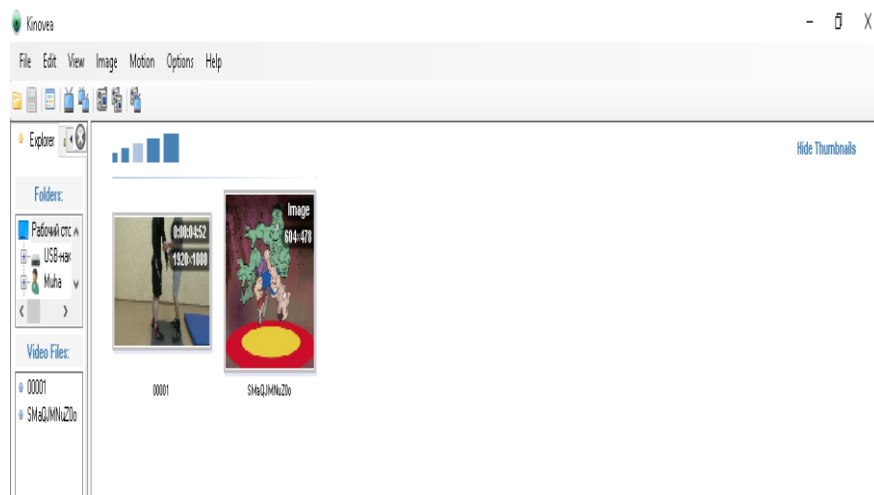 Kinovea
File Edit View Image Motion Options Help
Explorer
Hide Thumbnails
Folders:
Рабочий стс
USB-нак
Muha
Video Files:
00001
SMaQJMNuZ0o
0:00:04:52
1920×1080
00001
Image
604×478
SMaQJMNuZ0o